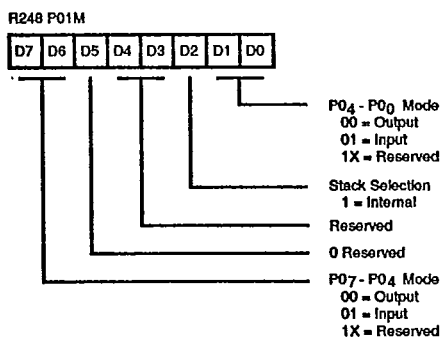 R248 P01M
D7 D6 D5 D4 D3 D2 D1 D0
P04 - P00 Mode
00 = Output
01 = Input
1X = Reserved
Stack Selection
1 = Internal
Reserved
0 Reserved
P07 - P04 Mode
00 = Output
01 = Input
1X = Reserved